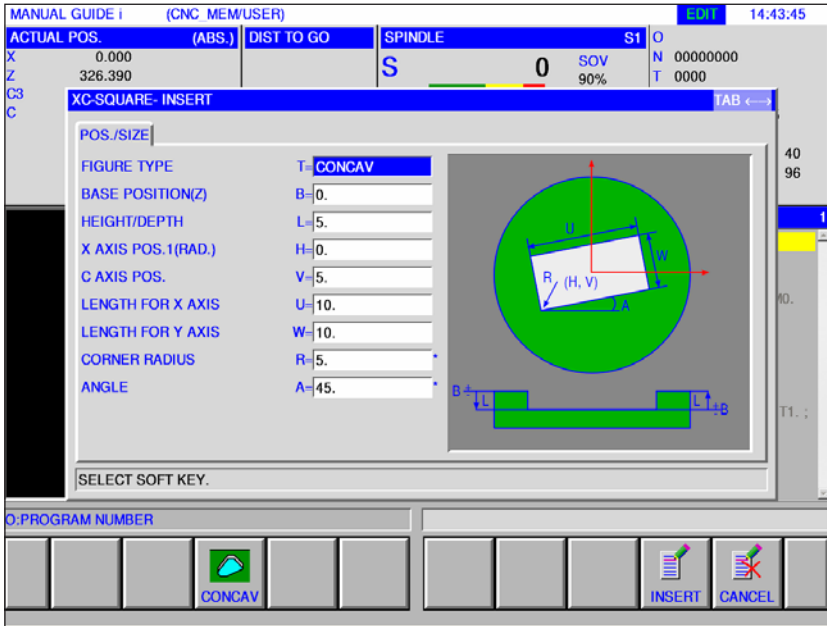 MANUAL GUIDE i (CNC_MEM/USER) EDIT 14:43:45
ACTUAL POS. (ABS.) DIST TO GO SPINDLE S1 O
X 0.000 S 0 SOV N 00000000
Z 326.390 90% T 0000
C3
C
XC-SQUARE- INSERT TAB ⟷
POS./SIZE
FIGURE TYPE T=CONCAV
BASE POSITION(Z) B=0.
HEIGHT/DEPTH L=5.
X AXIS POS.1(RAD.) H=0.
C AXIS POS. V=5.
LENGTH FOR X AXIS U=10.
LENGTH FOR Y AXIS W=10.
CORNER RADIUS R=5. *
ANGLE A=45. *
U
W
R (H, V)
A
B ± L L ±B
40
96
1
M0.
T1. ;
SELECT SOFT KEY.
O:PROGRAM NUMBER
CONCAV INSERT CANCEL